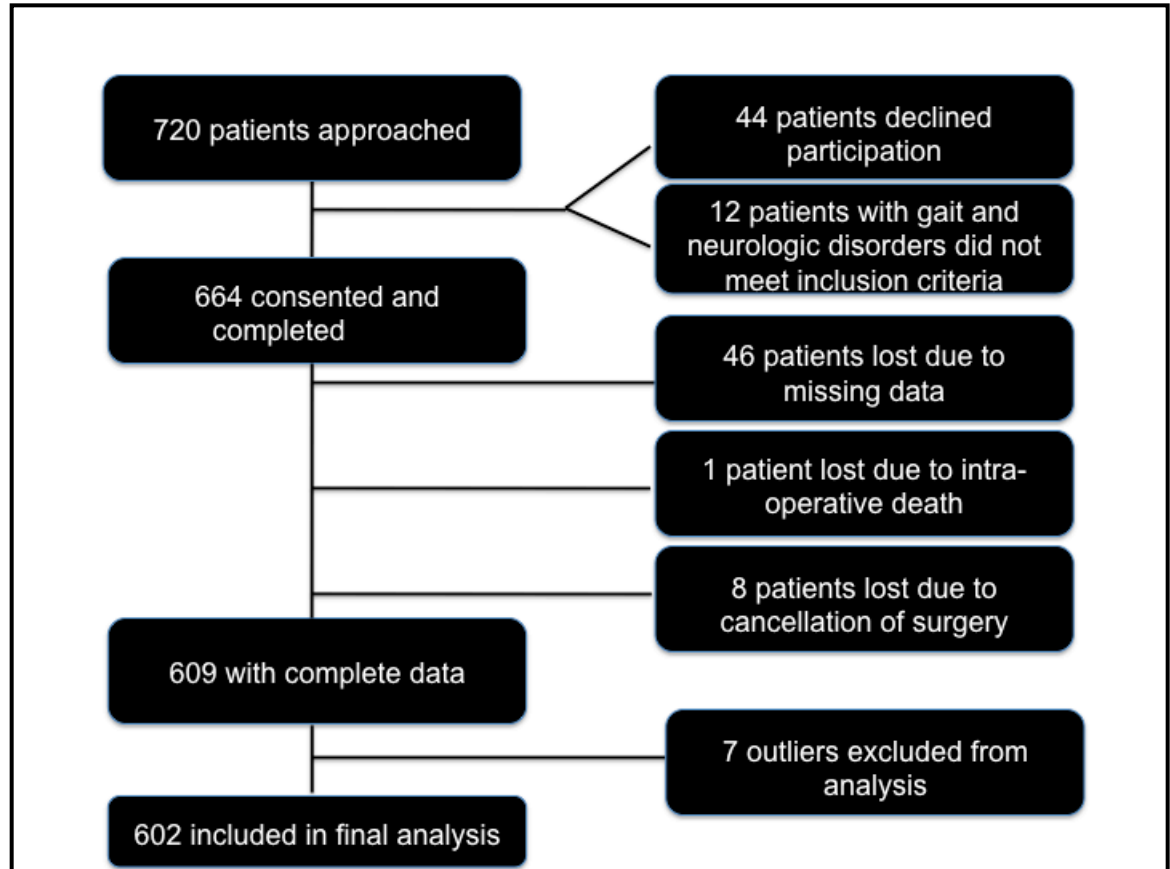 720 patients approached
44 patients declined
participation
12 patients with gait and
neurologic disorders did not
meet inclusion criteria
664 consented and
completed
46 patients lost due to
missing data
1 patient lost due to intra-
operative death
8 patients lost due to
cancellation of surgery
609 with complete data
7 outliers excluded from
analysis
602 included in final analysis